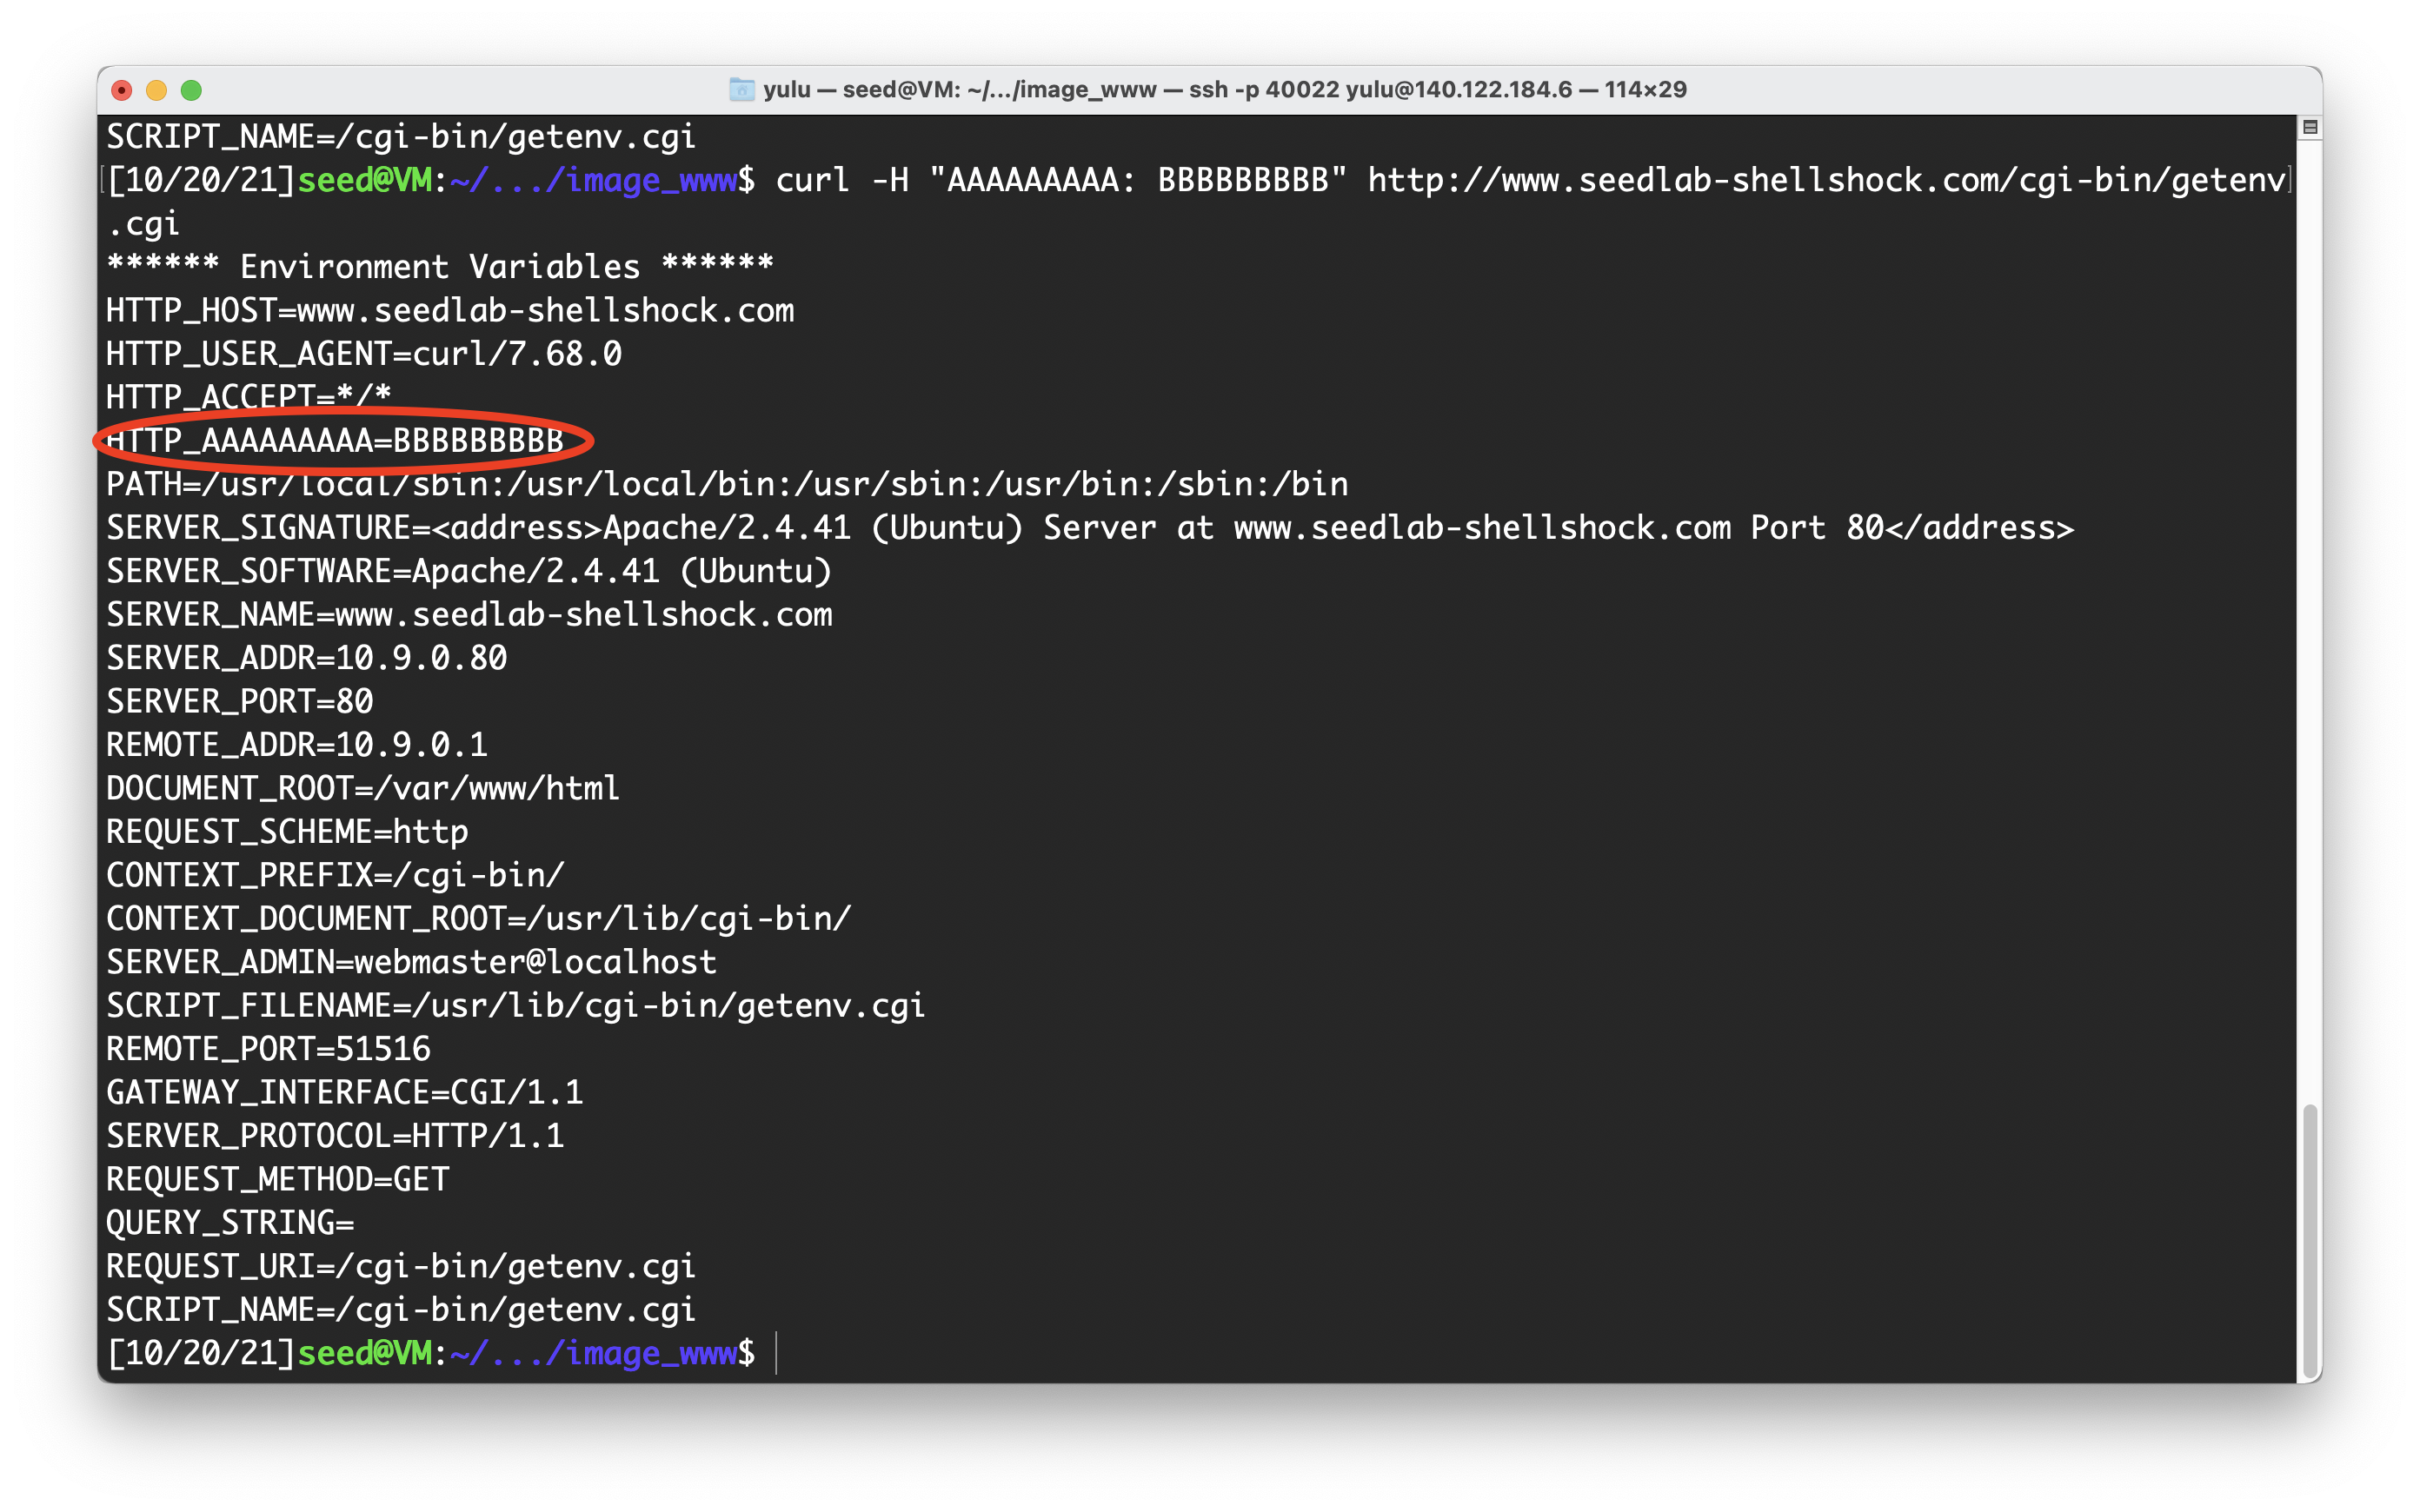 yulu — seed@VM: ~/.../image_www — ssh -p 40022 yulu@140.122.184.6 — 114×29
SCRIPT_NAME=/cgi-bin/getenv.cgi
[10/20/21]seed@VM:~/.../image_www$ curl -H "AAAAAAAAA: BBBBBBBBB" http://www.seedlab-shellshock.com/cgi-bin/getenv
.cgi
****** Environment Variables ******
HTTP_HOST=www.seedlab-shellshock.com
HTTP_USER_AGENT=curl/7.68.0
HTTP_ACCEPT=*/*
HTTP_AAAAAAAAA=BBBBBBBBB
PATH=/usr/local/sbin:/usr/local/bin:/usr/sbin:/usr/bin:/sbin:/bin
SERVER_SIGNATURE=<address>Apache/2.4.41 (Ubuntu) Server at www.seedlab-shellshock.com Port 80</address>
SERVER_SOFTWARE=Apache/2.4.41 (Ubuntu)
SERVER_NAME=www.seedlab-shellshock.com
SERVER_ADDR=10.9.0.80
SERVER_PORT=80
REMOTE_ADDR=10.9.0.1
DOCUMENT_ROOT=/var/www/html
REQUEST_SCHEME=http
CONTEXT_PREFIX=/cgi-bin/
CONTEXT_DOCUMENT_ROOT=/usr/lib/cgi-bin/
SERVER_ADMIN=webmaster@localhost
SCRIPT_FILENAME=/usr/lib/cgi-bin/getenv.cgi
REMOTE_PORT=51516
GATEWAY_INTERFACE=CGI/1.1
SERVER_PROTOCOL=HTTP/1.1
REQUEST_METHOD=GET
QUERY_STRING=
REQUEST_URI=/cgi-bin/getenv.cgi
SCRIPT_NAME=/cgi-bin/getenv.cgi
[10/20/21]seed@VM:~/.../image_www$